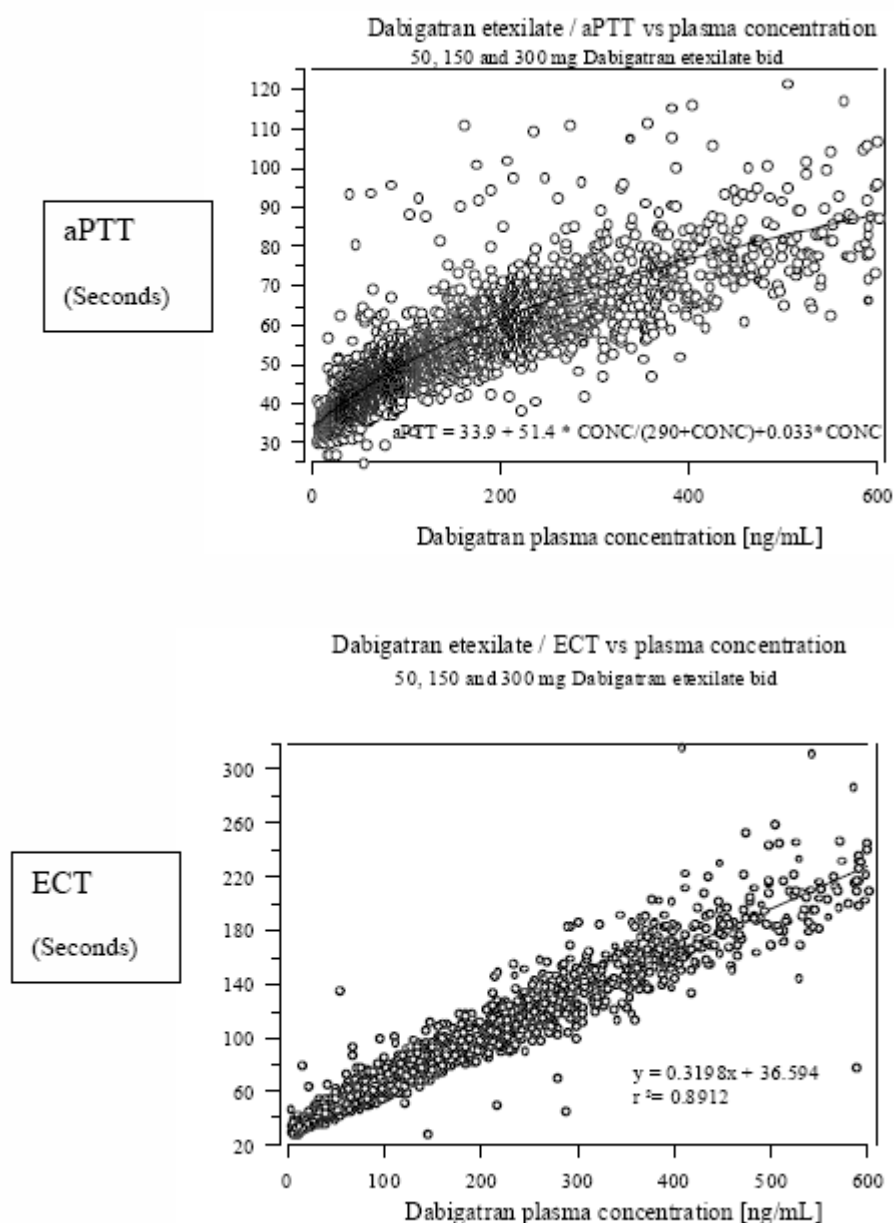 Dabigatran etexilate / aPTT vs plasma concentration
50, 150 and 300 mg Dabigatran etexilate bid
120
110
100
90
80
70
60
50
40
30
aPTT
(Seconds)
aPTT = 33.9 + 51.4 * CONC/(290+CONC)+0.033*CONC
0 200 400 600
Dabigatran plasma concentration [ng/mL]
Dabigatran etexilate / ECT vs plasma concentration
50, 150 and 300 mg Dabigatran etexilate bid
300
260
220
180
140
100
60
20
ECT
(Seconds)
y = 0.3198x + 36.594
r ²= 0.8912
0 100 200 300 400 500 600
Dabigatran plasma concentration [ng/mL]